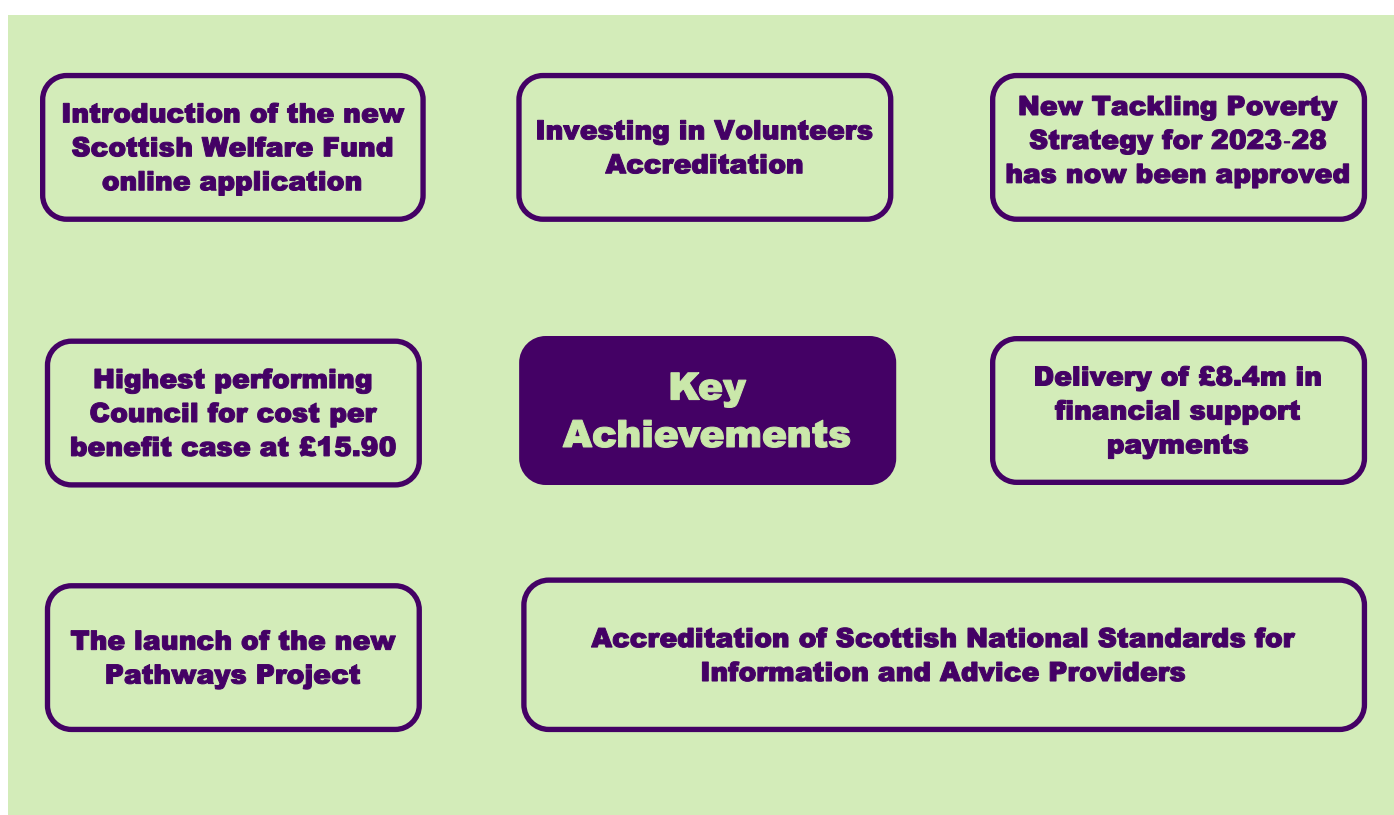 Introduction of the new
Scottish Welfare Fund
online application
Investing in Volunteers
Accreditation
New Tackling Poverty
Strategy for 2023-28
has now been approved
Highest performing
Council for cost per
benefit case at £15.90
Key
Achievements
Delivery of £8.4m in
financial support
payments
The launch of the new
Pathways Project
Accreditation of Scottish National Standards for
Information and Advice Providers